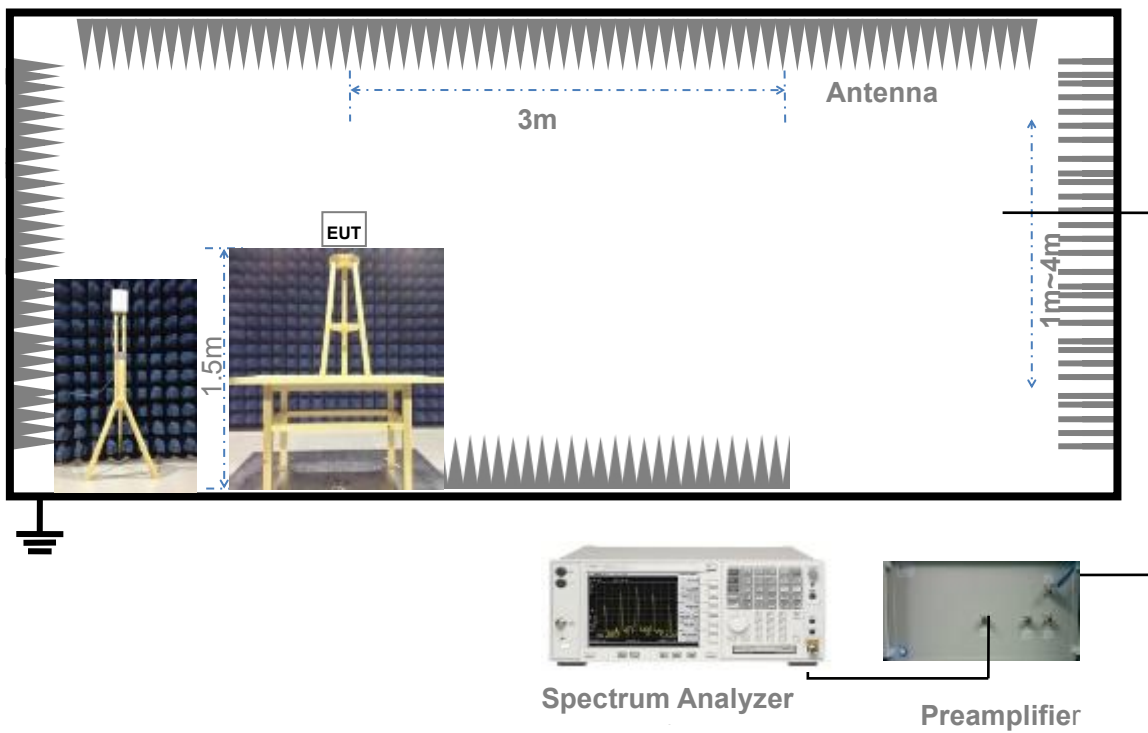 Antenna
3m
EUT
1m~4m
1.5m
Spectrum Analyzer
Preamplifier